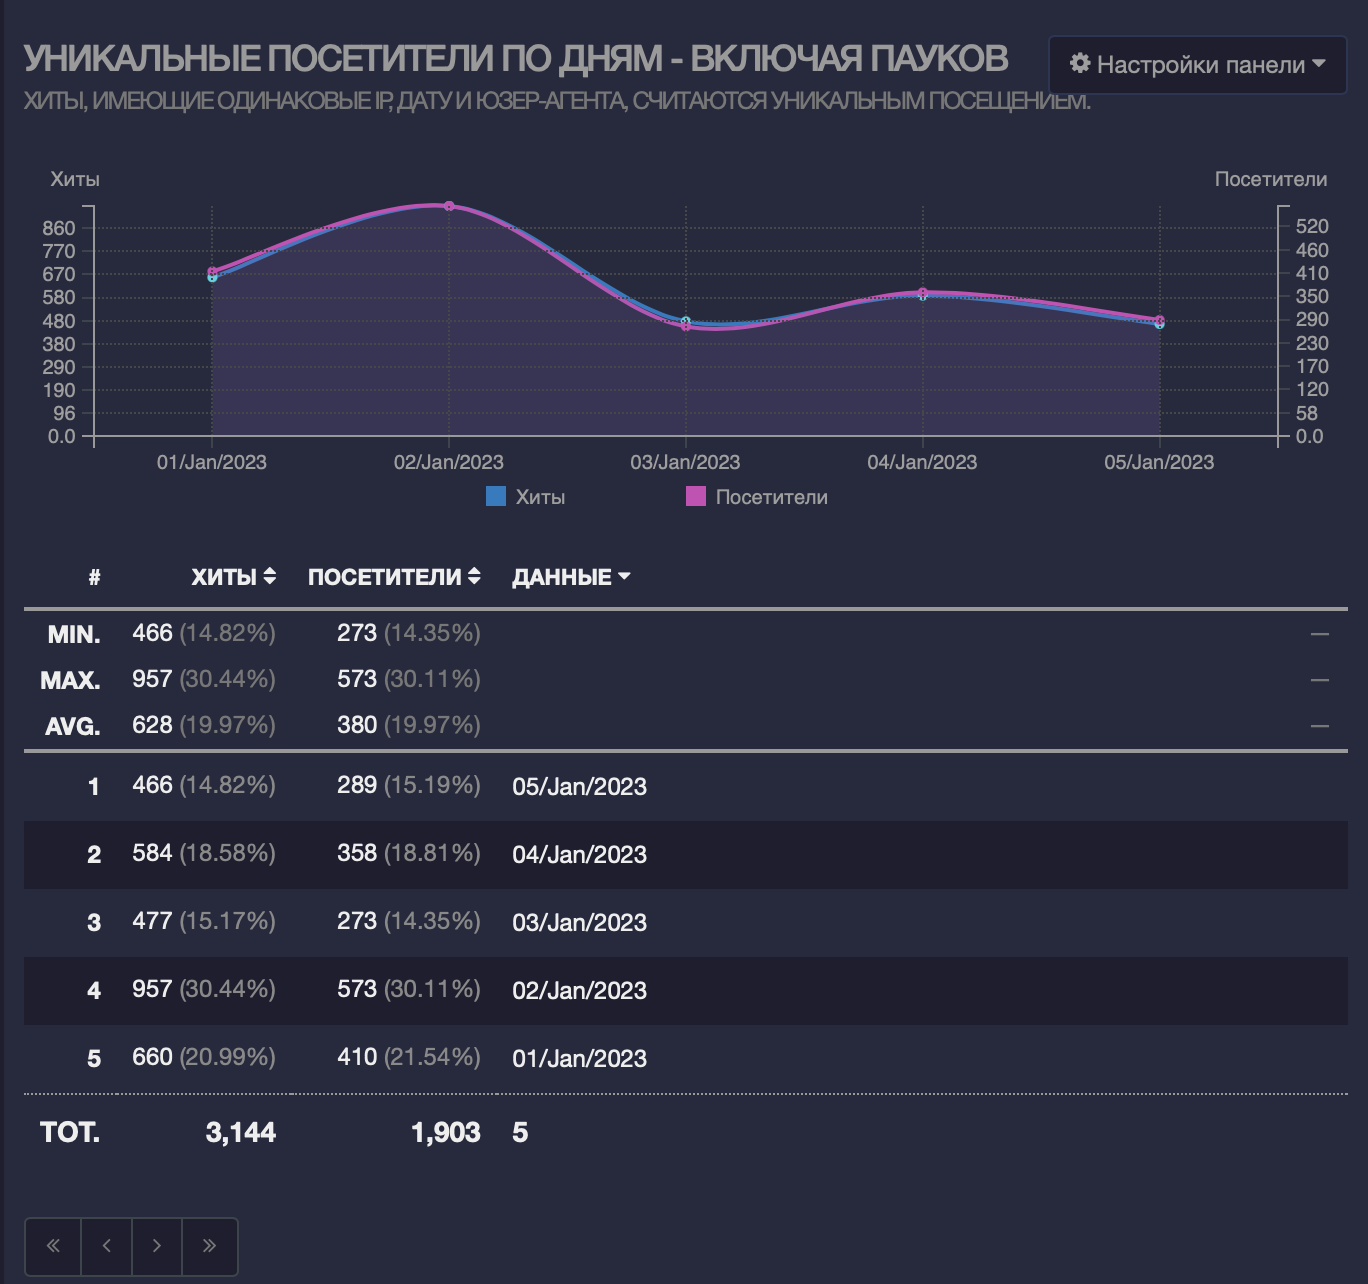 УНИКАЛЬНЫЕ ПОСЕТИТЕЛИ ПО ДНЯМ - ВКЛЮЧАЯ ПАУКОВ
Настройки панели
ХИТЫ, ИМЕЮЩИЕ ОДИНАКОВЫЕ IP, ДАТУ И ЮЗЕР-АГЕНТА, СЧИТАЮТСЯ УНИКАЛЬНЫМ ПОСЕЩЕНИЕМ.
Хиты Посетители
860 520
770 460
670 410
580 350
480 290
380 230
290 170
190 120
96 58
0.0 0.0
01/Jan/2023 02/Jan/2023 03/Jan/2023 04/Jan/2023 05/Jan/2023
Хиты Посетители
# ХИТЫ ПОСЕТИТЕЛИ ДАННЫЕ
MIN. 466 (14.82%) 273 (14.35%) —
MAX. 957 (30.44%) 573 (30.11%) —
AVG. 628 (19.97%) 380 (19.97%) —
1 466 (14.82%) 289 (15.19%) 05/Jan/2023
2 584 (18.58%) 358 (18.81%) 04/Jan/2023
3 477 (15.17%) 273 (14.35%) 03/Jan/2023
4 957 (30.44%) 573 (30.11%) 02/Jan/2023
5 660 (20.99%) 410 (21.54%) 01/Jan/2023
TOT. 3,144 1,903 5